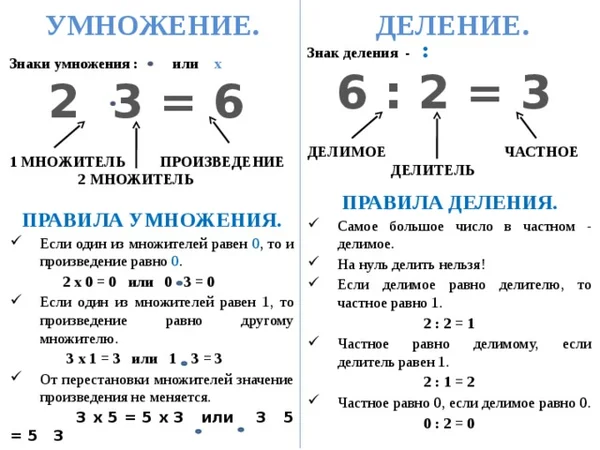 УМНОЖЕНИЕ.
Знаки умножения : • или х
2 • 3 = 6
1 МНОЖИТЕЛЬ ПРОИЗВЕДЕНИЕ
2 МНОЖИТЕЛЬ
ПРАВИЛА УМНОЖЕНИЯ.
✓ Если один из множителей равен 0, то и
произведение равно 0.
2 х 0 = 0 или 0 • 3 = 0
✓ Если один из множителей равен 1, то
произведение равно другому
множителю.
3 х 1 = 3 или 1 • 3 = 3
✓ От перестановки множителей значение
произведения не меняется.
3 х 5 = 5 х 3 или 3 • 5
= 5 • 3
ДЕЛЕНИЕ.
Знак деления - :
6 : 2 = 3
ДЕЛИМОЕ ЧАСТНОЕ
ДЕЛИТЕЛЬ
ПРАВИЛА ДЕЛЕНИЯ.
✓ Самое большое число в частном -
делимое.
✓ На нуль делить нельзя!
✓ Если делимое равно делителю, то
частное равно 1.
2 : 2 = 1
✓ Частное равно делимому, если
делитель равен 1.
2 : 1 = 2
✓ Частное равно 0, если делимое равно 0.
0 : 2 = 0